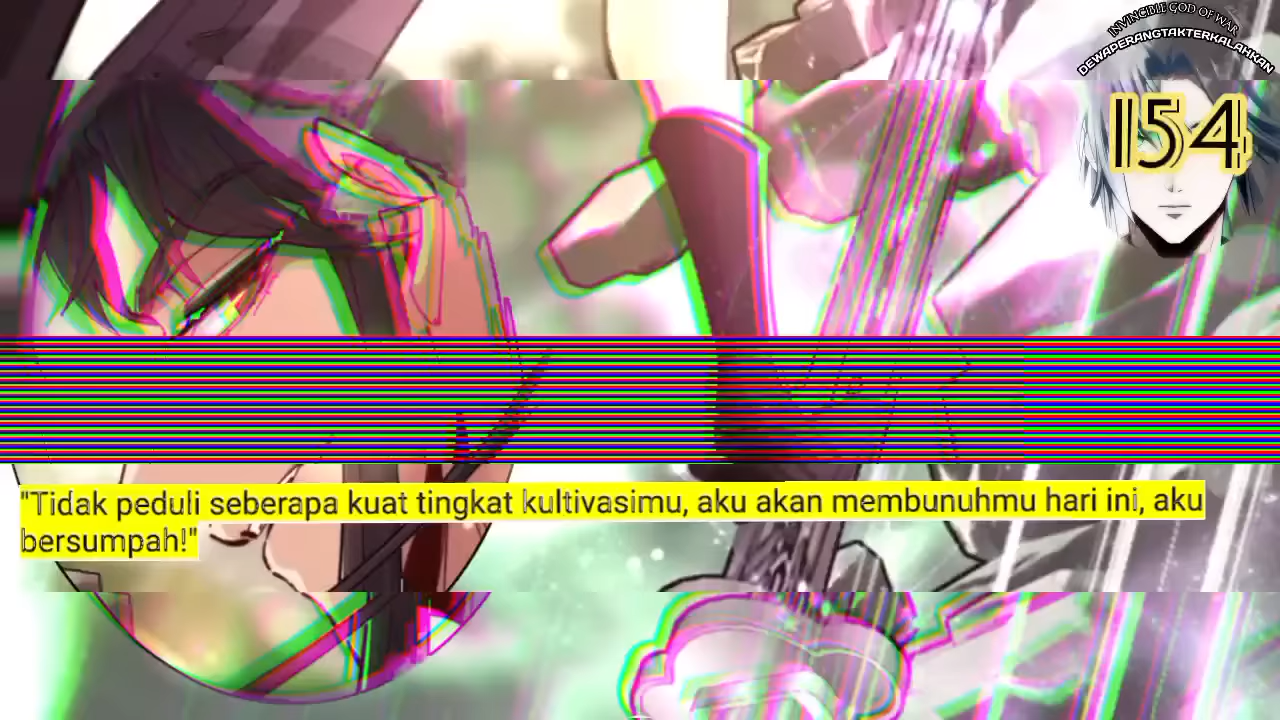 INVINCIBLE GOD OF WAR
DEWAPERANGTAKTERKALAHKAN
154
"Tidak peduli seberapa kuat tingkat kultivasimu, aku akan membunuhmu hari ini, aku
bersumpah!"